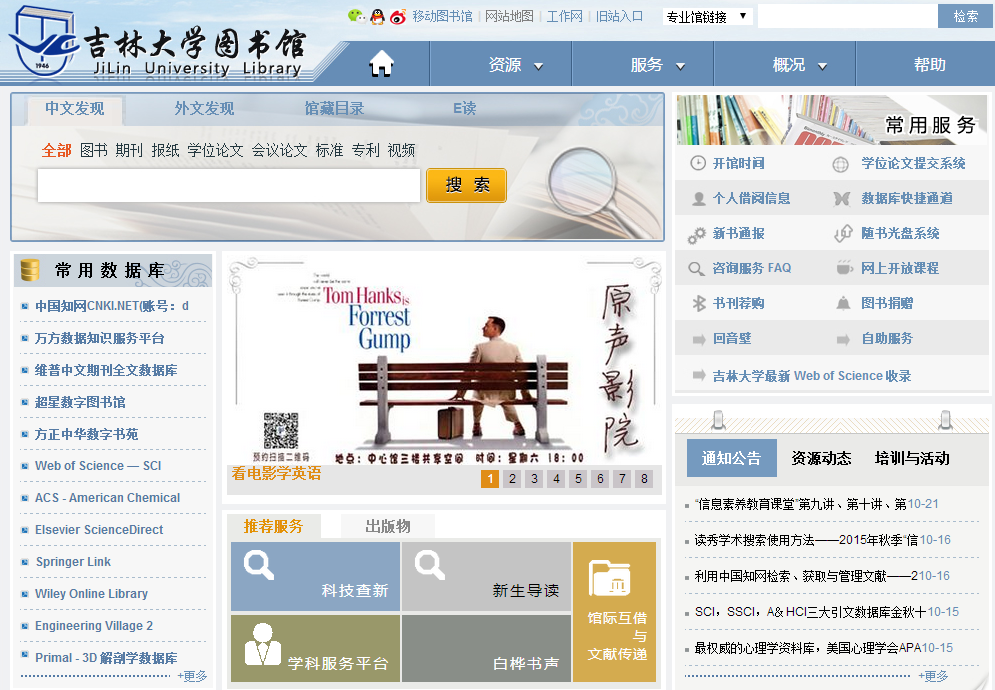 移动图书馆 网站地图 工作网 旧站入口 专业馆链接 检索
1946
吉林大学图书馆
JiLin University Library
资源 服务 概况 帮助
中文发现 外文发现 馆藏目录 E读
全部 图书 期刊 报纸 学位论文 会议论文 标准 专利 视频
搜 索
常用数据库
中国知网CNKI.NET(账号：d
万方数据知识服务平台
维普中文期刊全文数据库
超星数字图书馆
方正中华数字书苑
Web of Science — SCI
ACS - American Chemical
Elsevier ScienceDirect
Springer Link
Wiley Online Library
Engineering Village 2
Primal - 3D 解剖学数据库
+更多
Tom Hanks is
Forrest
Gump
原声影院
预约扫描二维码
地点：中心馆三楼共享空间 时间：星期六 18：00
看电影学英语
1 2 3 4 5 6 7 8
推荐服务 出版物
科技查新
新生导读
学科服务平台
白桦书声
馆际互借
与
文献传递
常用服务
开馆时间 学位论文提交系统
个人借阅信息 数据库快捷通道
新书通报 随书光盘系统
咨询服务 FAQ 网上开放课程
书刊荐购 图书捐赠
回音壁 自助服务
吉林大学最新 Web of Science 收录
通知公告 资源动态 培训与活动
“信息素养教育课堂”第九讲、第十讲、第10-21
读秀学术搜索使用方法——2015年秋季“信10-16
利用中国知网检索、获取与管理文献——210-16
SCI，SSCI，A& HCI三大引文数据库金秋十10-15
最权威的心理学资料库，美国心理学会APA10-15
+更多